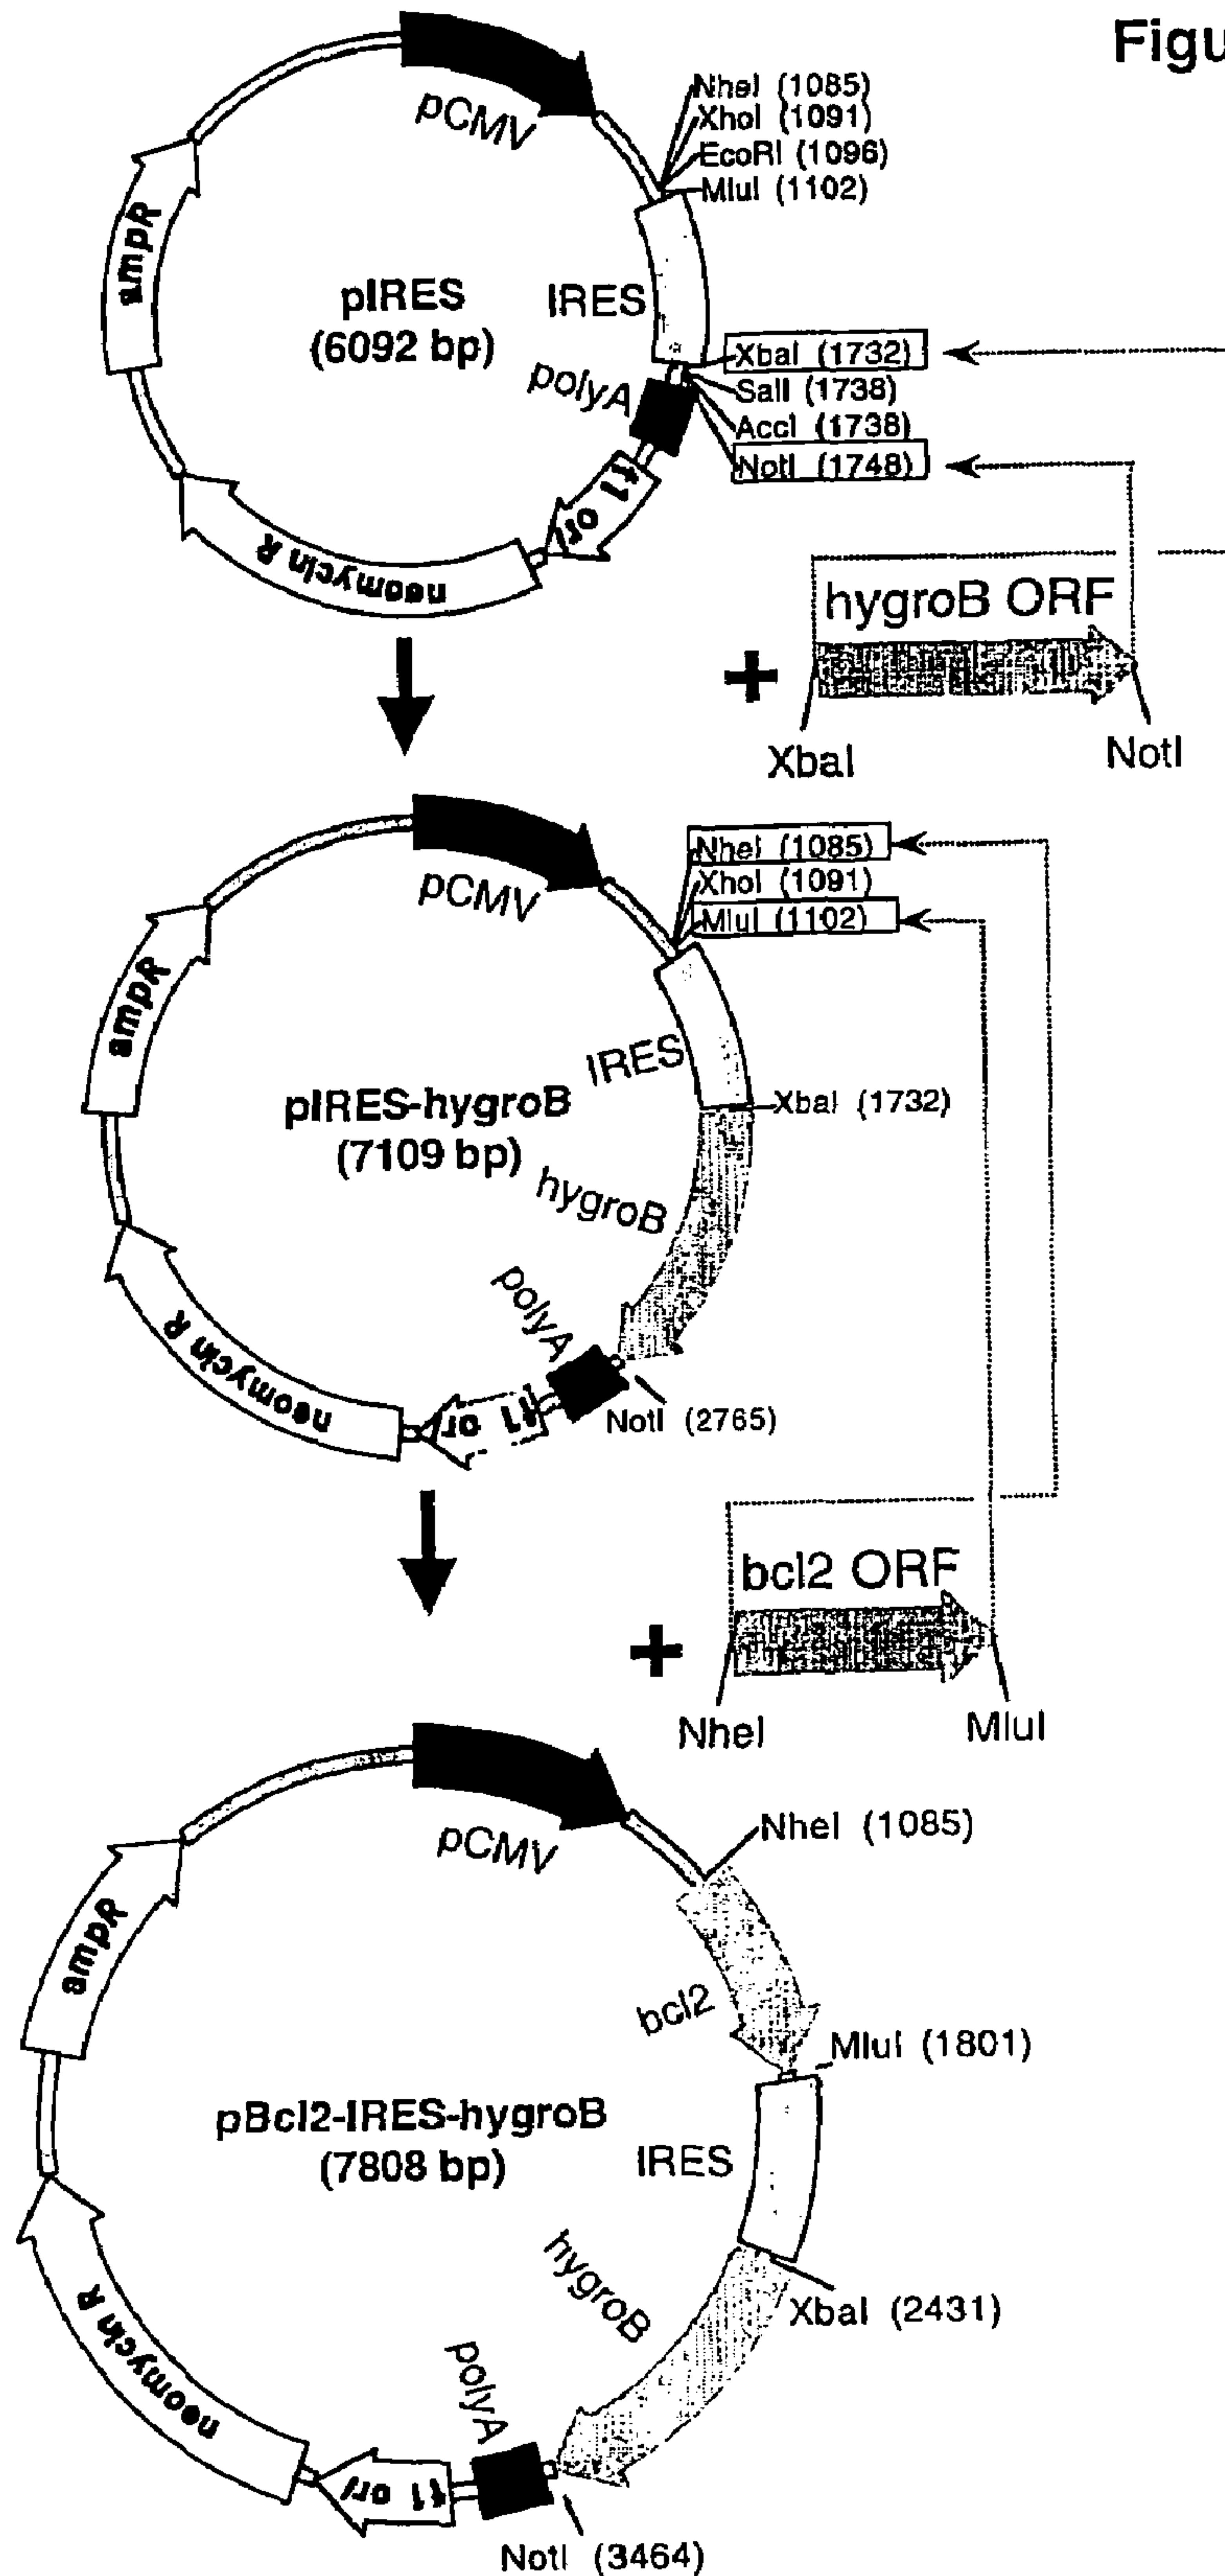 Figu
pCMV
NheI (1085)
XhoI (1091)
EcoRI (1096)
MluI (1102)
ampR
pIRES
(6092 bp)
IRES
XbaI (1732)
SalI (1738)
AccI (1738)
NotI (1748)
polyA
f1 ori
neomycin R
hygroB ORF
+
XbaI
NotI
pCMV
NheI (1085)
XhoI (1091)
MluI (1102)
ampR
IRES
pIRES-hygroB
(7109 bp)
XbaI (1732)
hygroB
polyA
neomycin R
f1 ori
NotI (2765)
bcl2 ORF
+
NheI
MluI
pCMV
NheI (1085)
ampR
bcl2
MluI (1801)
pBcl2-IRES-hygroB
(7808 bp)
IRES
hygroB
XbaI (2431)
neomycin R
polyA
f1 ori
NotI (3464)